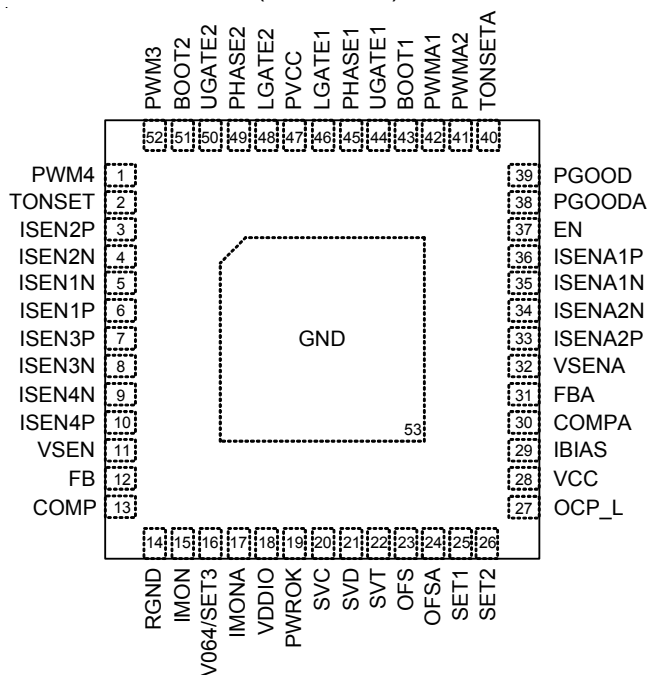 PWM3
BOOT2
UGATE2
PHASE2
LGATE2
PVCC
LGATE1
PHASE1
UGATE1
BOOT1
PWMA1
PWMA2
TONSETA
52 51 50 49 48 47 46 45 44 43 42 41 40
PWM4 1
TONSET 2
ISEN2P 3
ISEN2N 4
ISEN1N 5
ISEN1P 6
ISEN3P 7
ISEN3N 8
ISEN4N 9
ISEN4P 10
VSEN 11
FB 12
COMP 13
GND
53
39 PGOOD
38 PGOODA
37 EN
36 ISENA1P
35 ISENA1N
34 ISENA2N
33 ISENA2P
32 VSENA
31 FBA
30 COMPA
29 IBIAS
28 VCC
27 OCP_L
14 15 16 17 18 19 20 21 22 23 24 25 26
RGND
IMON
V064/SET3
IMONA
VDDIO
PWROK
SVC
SVD
SVT
OFS
OFSA
SET1
SET2